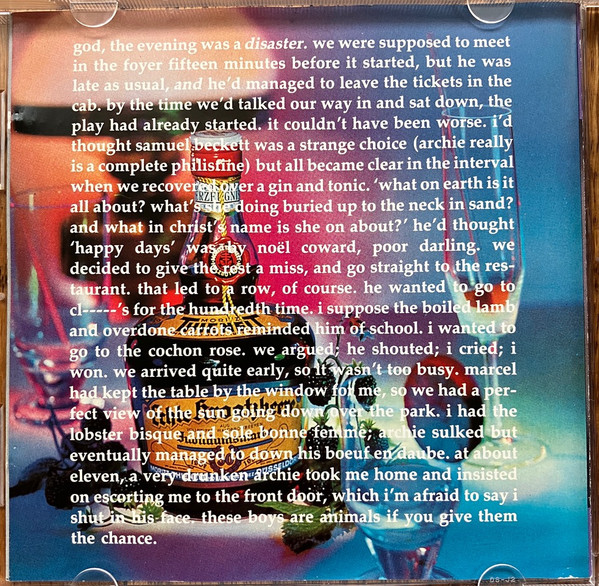 god, the evening was a disaster. we were supposed to meet
in the foyer fifteen minutes before it started, but he was
late as usual, and he'd managed to leave the tickets in the
cab. by the time we'd talked our way in and sat down, the
play had already started. it couldn't have been worse. i'd
thought samuel beckett was a strange choice (archie really
is a complete philistine) but all became clear in the interval
when we recovered over a gin and tonic. 'what on earth is it
all about? what's she doing buried up to the neck in sand?
and what in christ's name is she on about?' he'd thought
'happy days' was by noël coward, poor darling. we
decided to give the rest a miss, and go straight to the res-
taurant. that led to a row, of course. he wanted to go to
cl-----'s for the hundredth time. i suppose the boiled lamb
and overdone carrots reminded him of school. i wanted to
go to the cochon rose. we argued; he shouted; i cried; i
won. we arrived quite early, so it wasn't too busy. marcel
had kept the table by the window for me, so we had a per-
fect view of the sun going down over the park. i had the
lobster bisque and sole bonne femme; archie sulked but
eventually managed to down his boeuf en daube. at about
eleven, a very drunken archie took me home and insisted
on escorting me to the front door, which i'm afraid to say i
shut in his face. these boys are animals if you give them
the chance.
DÜSSELDORF